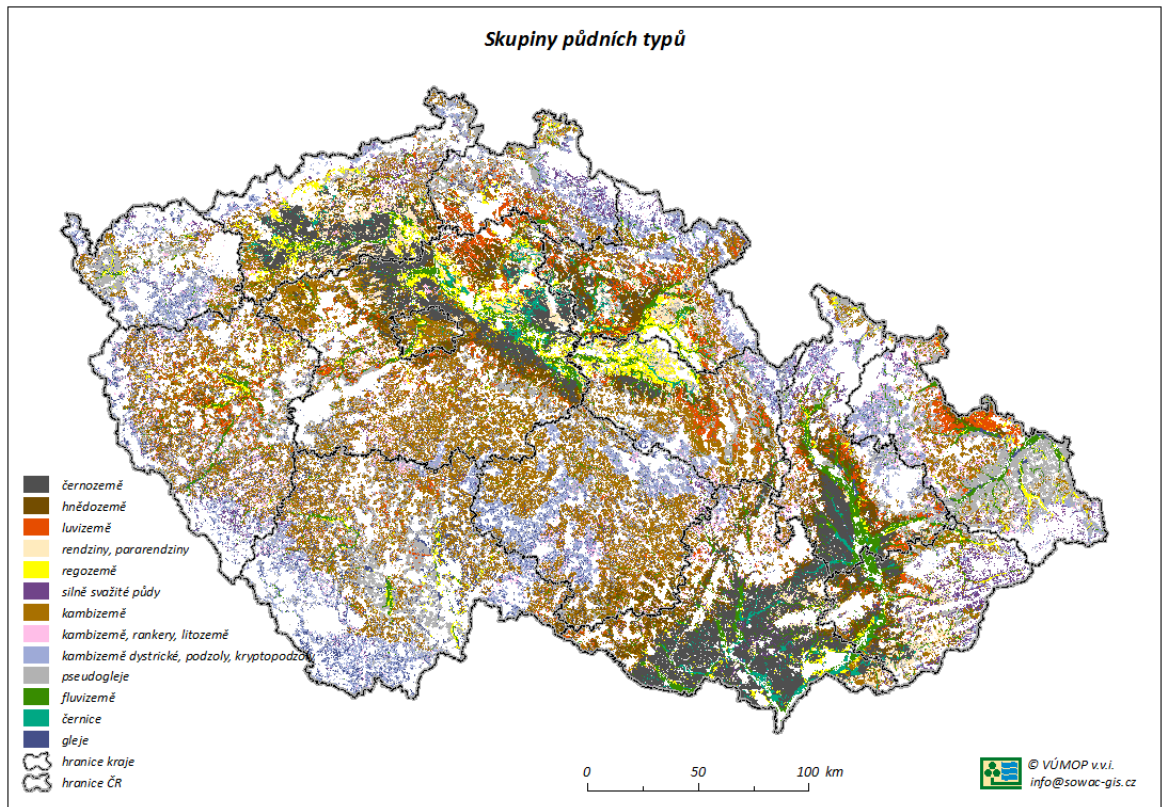 Skupiny půdních typů
černozemě
hnědozemě
luvizemě
rendziny, pararendziny
regozemě
silně svažité půdy
kambizemě
kambizemě, rankery, litozemě
kambizemě dystrické, podzoly, kryptopodzo
pseudogleje
fluvizemě
černice
gleje
hranice kraje
hranice ČR
0 50 100 km
© VÚMOP v.v.i.
info@sowac-gis.cz